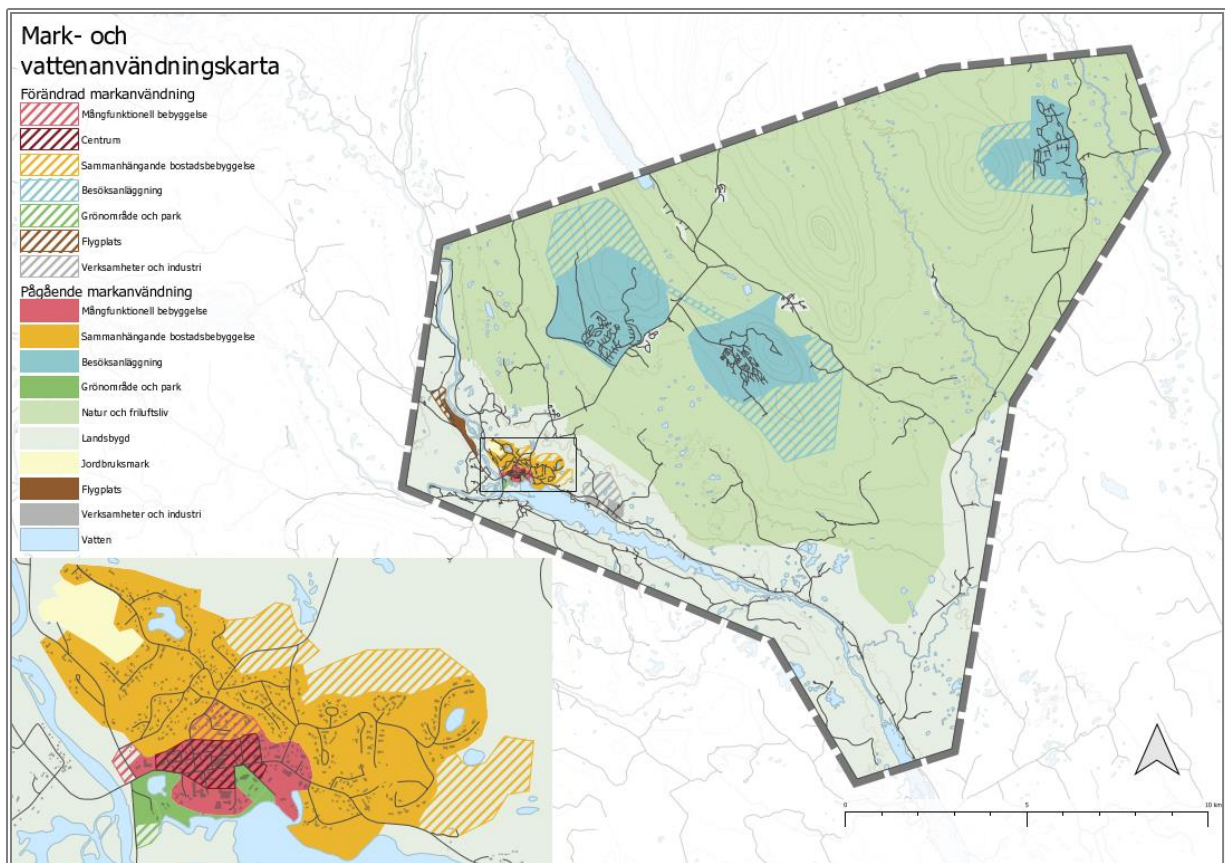 Mark- och
vattenanvändningskarta
Förändrad markanvändning
Mångfunktionell bebyggelse
Centrum
Sammanhängande bostadsbebyggelse
Besöksanläggning
Grönområde och park
Flygplats
Verksamheter och industri
Pågående markanvändning
Mångfunktionell bebyggelse
Sammanhängande bostadsbebyggelse
Besöksanläggning
Grönområde och park
Natur och friluftsliv
Landsbygd
Jordbruksmark
Flygplats
Verksamheter och industri
Vatten
0 5 10 km